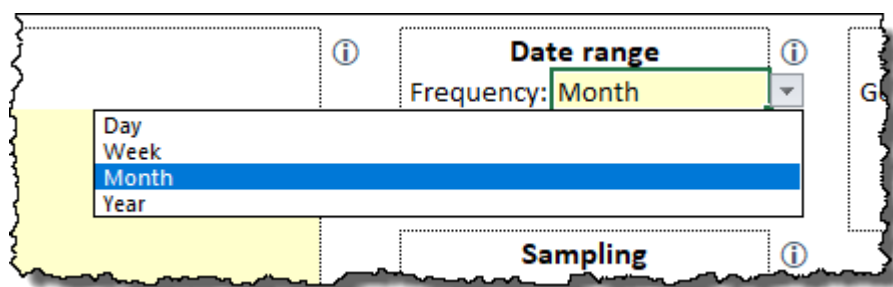 Date range
Frequency: Month
Day
Week
Month
Year
Sampling